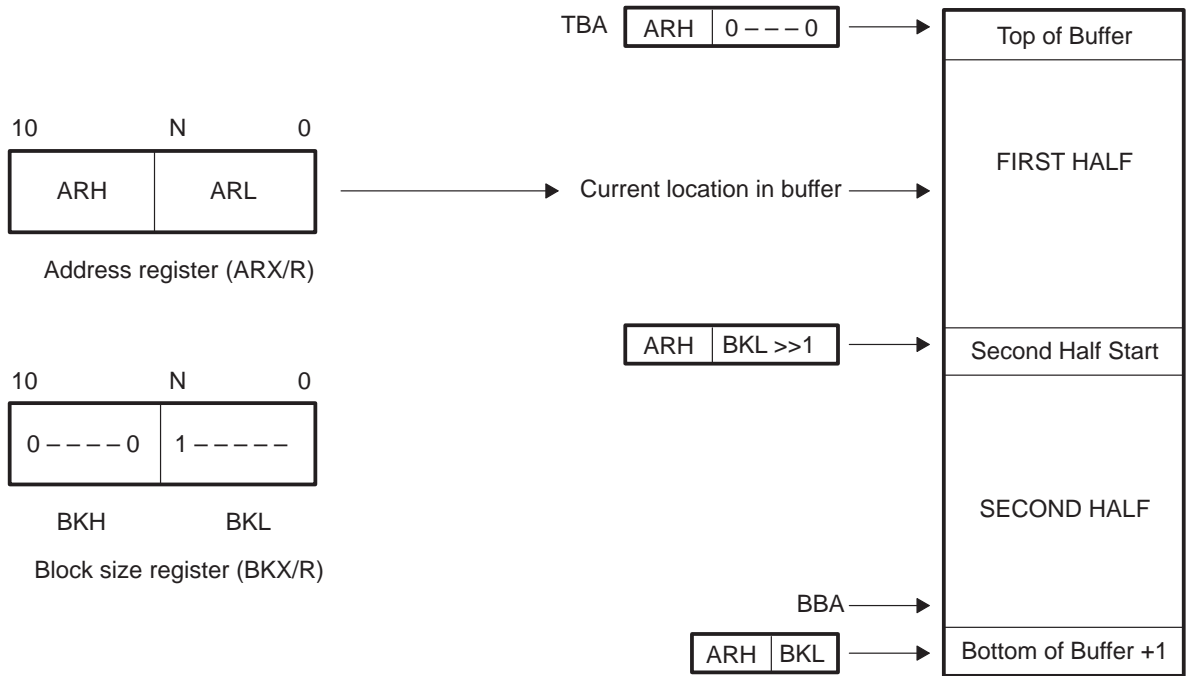 TBA ARH 0 – – – 0 Top of Buffer
10 N 0
ARH ARL
Address register (ARX/R)
Current location in buffer
FIRST HALF
ARH BKL >>1 Second Half Start
10 N 0
0 – – – – 0 1 – – – – –
BKH BKL
Block size register (BKX/R)
SECOND HALF
BBA
ARH BKL Bottom of Buffer +1